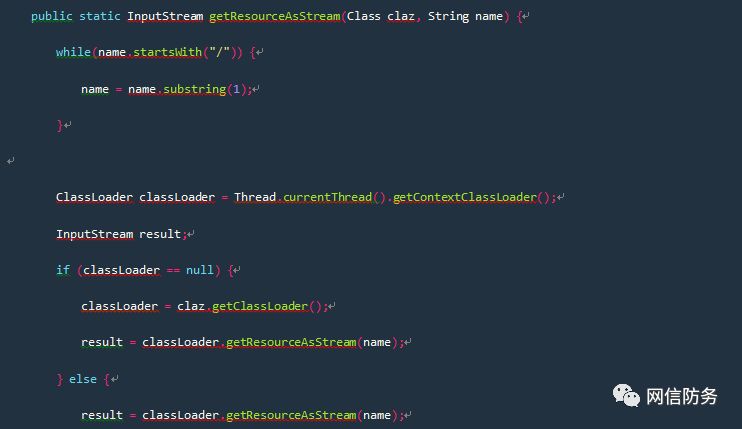 public static InputStream getResourceAsStream(Class claz, String name) {
while(name.startsWith("/")) {
name = name.substring(1);
}
ClassLoader classLoader = Thread.currentThread().getContextClassLoader();
InputStream result;
if (classLoader == null) {
classLoader = claz.getClassLoader();
result = classLoader.getResourceAsStream(name);
} else {
result = classLoader.getResourceAsStream(name);
网信防务